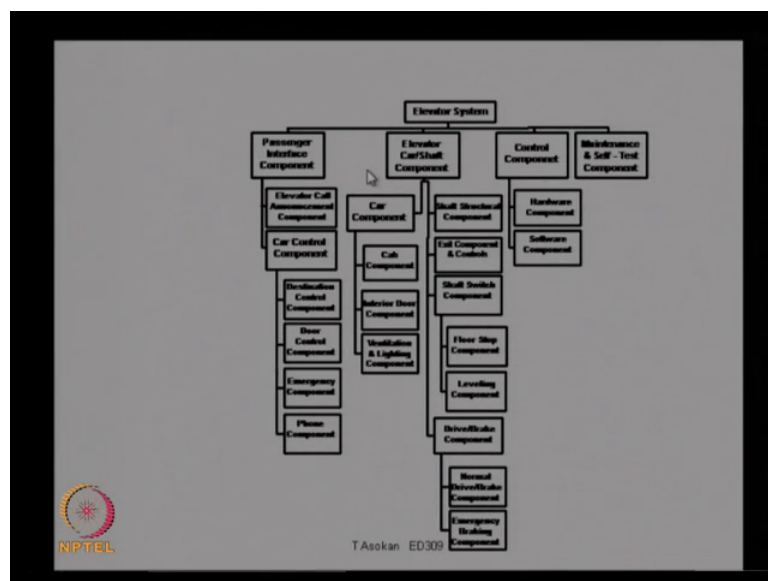 Elevator System
Passenger
Interface
Component
Elevator
Car/Shaft
Component
Control
Componnet
Maintenance
& Self - Test
Component
Elevator Call
Announcement
Component
Car Control
Component
Destination
Control
Component
Door
Control
Component
Emergency
Component
Phone
Component
Car
Component
Cab
Component
Interior Door
Component
Ventilation
& Lighting
Component
Shaft Structural
Component
Exit Component
& Controls
Shaft Switch
Component
Floor Stop
Component
Leveling
Component
Drive/Brake
Component
Normal
Drive/Brake
Component
Emergency
Braking
Component
Hardware
Component
Software
Component
NPTEL
T Asokan ED309